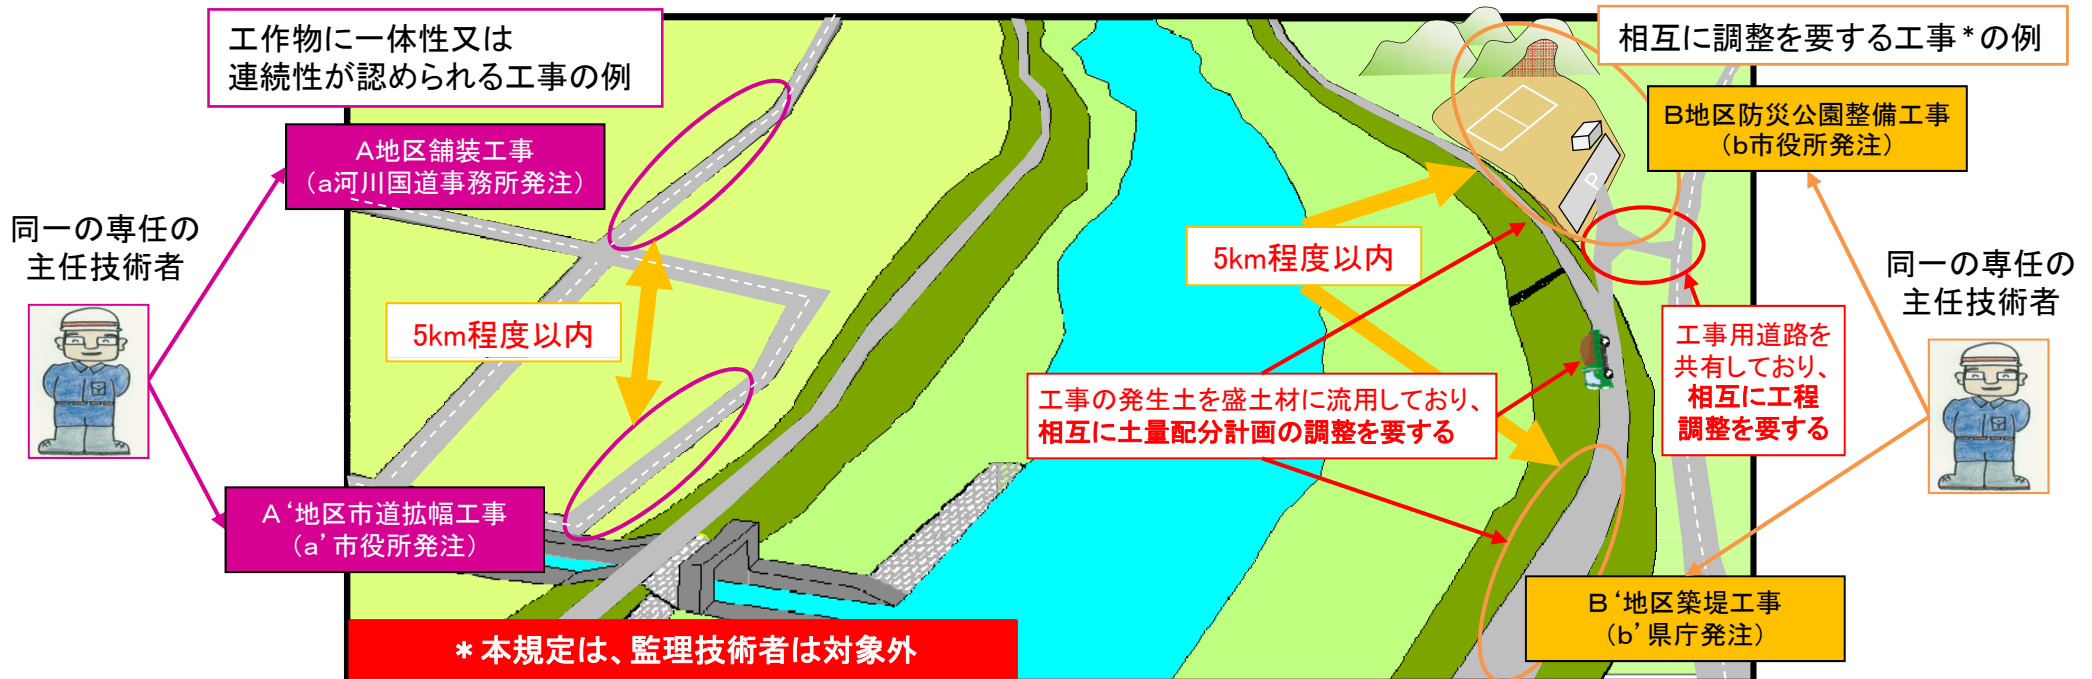 工作物に一体性又は
連続性が認められる工事の例
A地区舗装工事
(a河川国道事務所発注)
同一の専任の
主任技術者
5km程度以内
A‘地区市道拡幅工事
(a’市役所発注)
*本規定は、監理技術者は対象外
相互に調整を要する工事*の例
B地区防災公園整備工事
(b市役所発注)
P
5km程度以内
同一の専任の
主任技術者
工事用道路を
共有しており、
相互に工程
調整を要する
工事の発生土を盛土材に流用しており、
相互に土量配分計画の調整を要する
B‘地区築堤工事
(b’県庁発注)